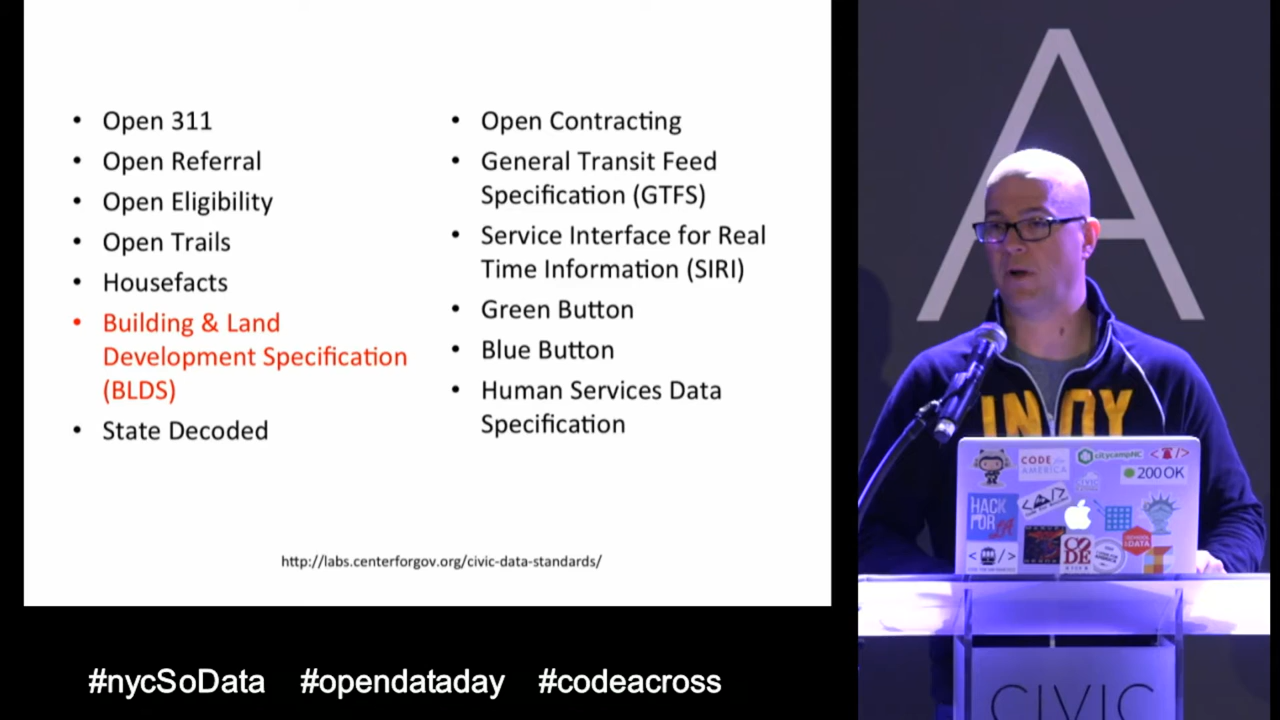 • Open 311
• Open Referral
• Open Eligibility
• Open Trails
• Housefacts
• Building & Land
Development Specification
(BLDS)
• State Decoded
• Open Contracting
• General Transit Feed
Specification (GTFS)
• Service Interface for Real
Time Information (SIRI)
• Green Button
• Blue Button
• Human Services Data
Specification
http://labs.centerforgov.org/civic-data-standards/
#nycSoData #opendataday #codeacross
A
CODE for
AMERICA
citycampNC
200 OK
HACK
FOR LA
CODE
CIVIC